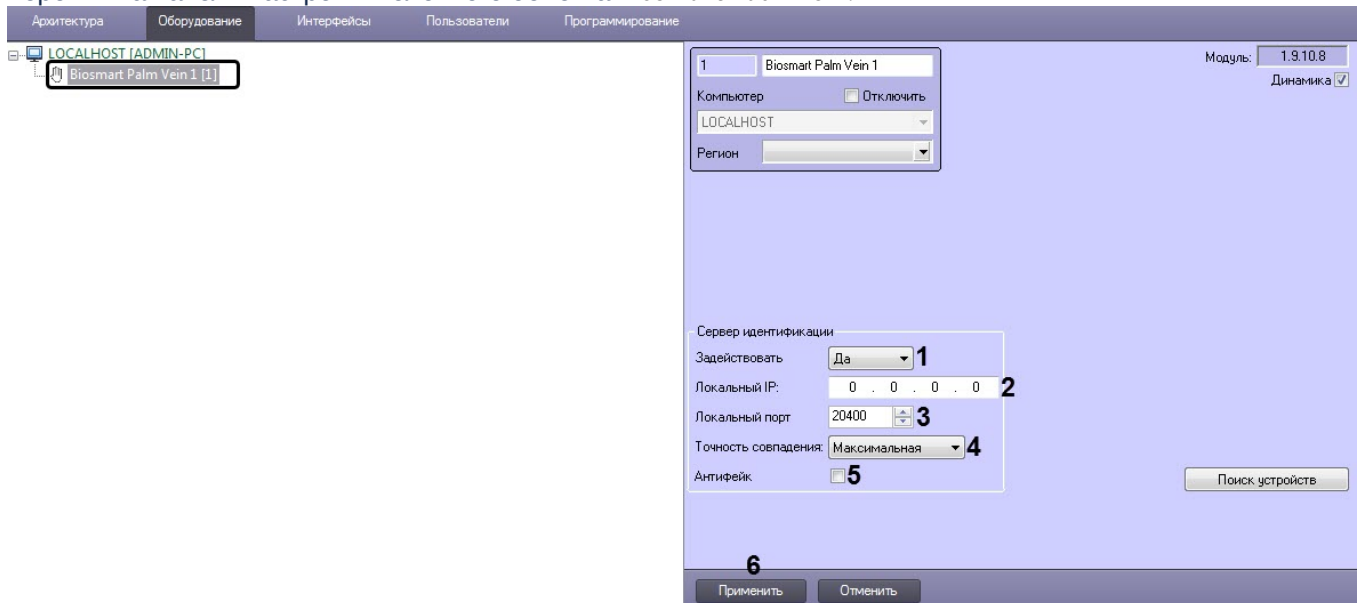 Архитектура Оборудование Интерфейсы Пользователи Программирование
LOCALHOST [ADMIN-PC]
Biosmart Palm Vein 1 [1]
1 Biosmart Palm Vein 1
Модуль: 1.9.10.8
Динамика
Компьютер Отключить
LOCALHOST
Регион
Сервер идентификации
Задействовать Да 1
Локальный IP: 0 . 0 . 0 . 0 2
Локальный порт 20400 3
Точность совпадения: Максимальная 4
Антифейк 5
Поиск устройств
6
Применить Отменить